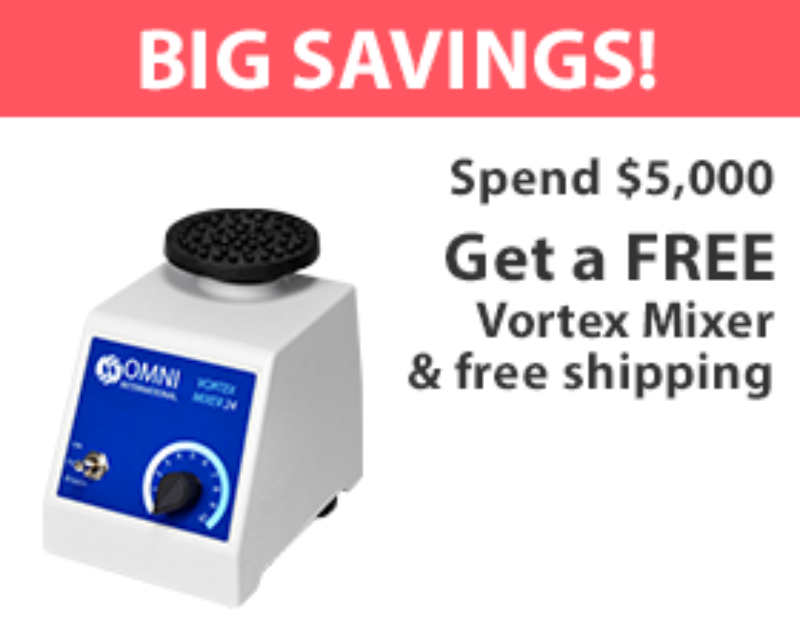 BIG SAVINGS!
Spend $5,000
Get a FREE
Vortex Mixer
& free shipping
OMNI
INTERNATIONAL
VORTEX
MIXER 24